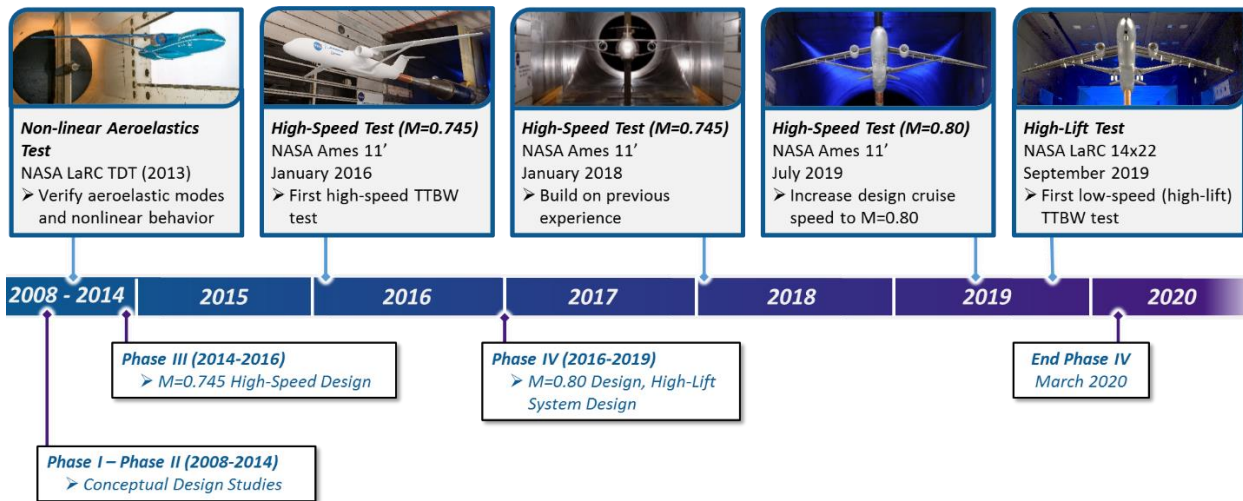 Non-linear Aeroelastics
Test
NASA LaRC TDT (2013)
➢ Verify aeroelastic modes
and nonlinear behavior
High-Speed Test (M=0.745)
NASA Ames 11’
January 2016
➢ First high-speed TTBW
test
High-Speed Test (M=0.745)
NASA Ames 11’
January 2018
➢ Build on previous
experience
High-Speed Test (M=0.80)
NASA Ames 11’
July 2019
➢ Increase design cruise
speed to M=0.80
High-Lift Test
NASA LaRC 14x22
September 2019
➢ First low-speed (high-lift)
TTBW test
2008 - 2014 2015 2016 2017 2018 2019 2020
Phase III (2014-2016)
➢ M=0.745 High-Speed Design
Phase IV (2016-2019)
➢ M=0.80 Design, High-Lift
System Design
End Phase IV
March 2020
Phase I – Phase II (2008-2014)
➢ Conceptual Design Studies